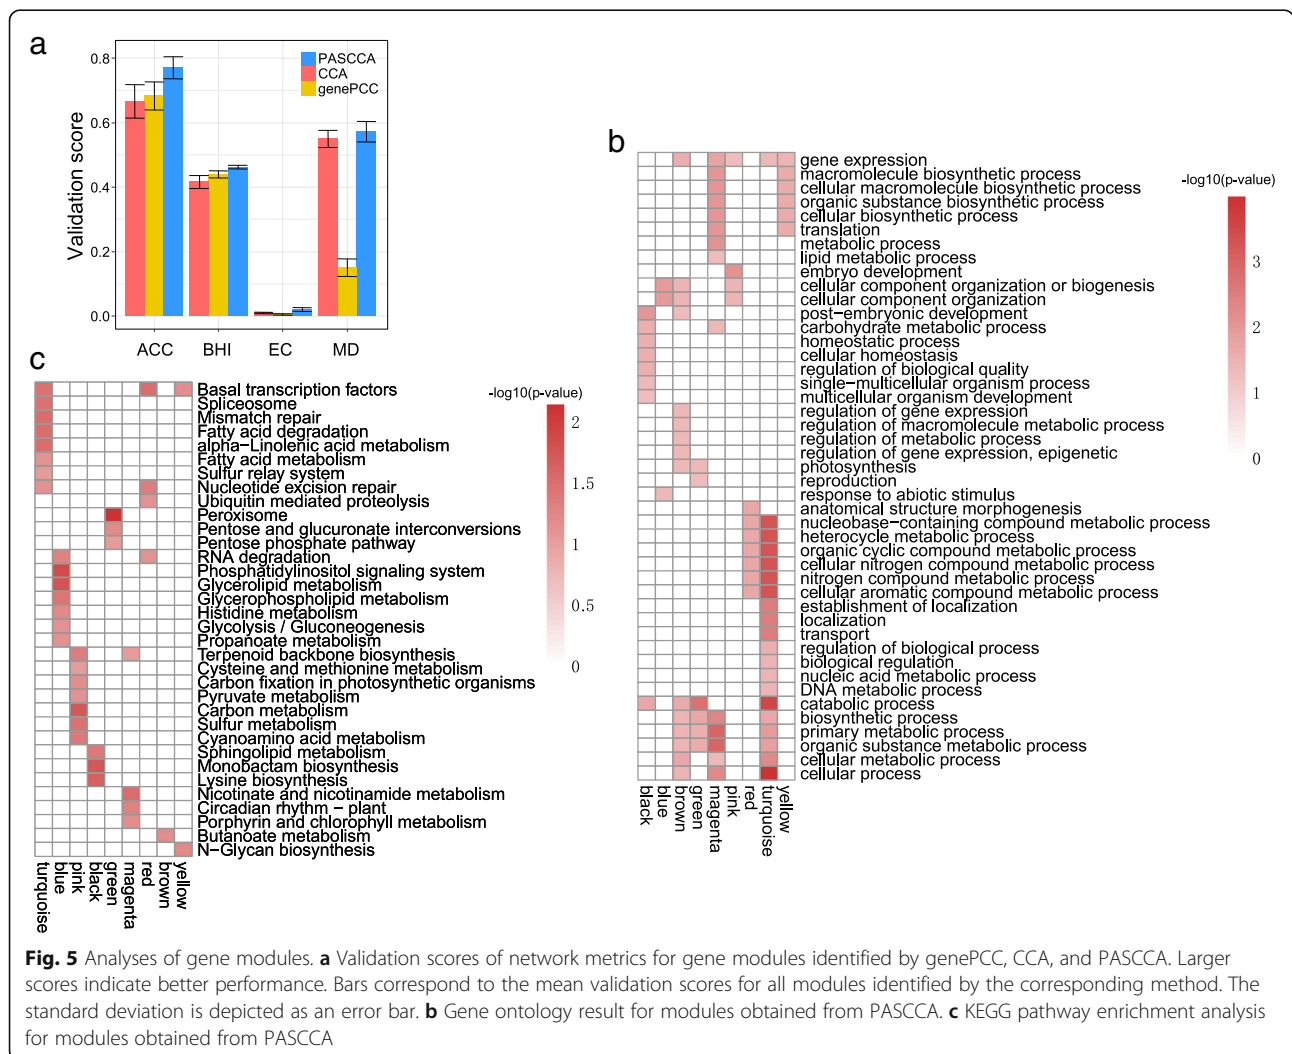 a
0.8
0.6
0.4
0.2
0.0
Validation score
PASCCA
CCA
genePCC
ACC BHI EC MD
b
gene expression
macromolecule biosynthetic process
cellular macromolecule biosynthetic process
organic substance biosynthetic process
cellular biosynthetic process
translation
metabolic process
lipid metabolic process
embryo development
cellular component organization or biogenesis
cellular component organization
post−embryonic development
carbohydrate metabolic process
homeostatic process
cellular homeostasis
regulation of biological quality
single−multicellular organism process
multicellular organism development
regulation of gene expression
regulation of macromolecule metabolic process
regulation of metabolic process
regulation of gene expression, epigenetic
photosynthesis
reproduction
response to abiotic stimulus
anatomical structure morphogenesis
nucleobase−containing compound metabolic process
heterocycle metabolic process
organic cyclic compound metabolic process
cellular nitrogen compound metabolic process
nitrogen compound metabolic process
cellular aromatic compound metabolic process
establishment of localization
localization
transport
regulation of biological process
biological regulation
nucleic acid metabolic process
DNA metabolic process
catabolic process
biosynthetic process
primary metabolic process
organic substance metabolic process
cellular metabolic process
cellular process
black
blue
brown
green
magenta
pink
red
turquoise
yellow
-log10(p-value)
3
2
1
0
c
Basal transcription factors
Spliceosome
Mismatch repair
Fatty acid degradation
alpha−Linolenic acid metabolism
Fatty acid metabolism
Sulfur relay system
Nucleotide excision repair
Ubiquitin mediated proteolysis
Peroxisome
Pentose and glucuronate interconversions
Pentose phosphate pathway
RNA degradation
Phosphatidylinositol signaling system
Glycerolipid metabolism
Glycerophospholipid metabolism
Histidine metabolism
Glycolysis / Gluconeogenesis
Propanoate metabolism
Terpenoid backbone biosynthesis
Cysteine and methionine metabolism
Carbon fixation in photosynthetic organisms
Pyruvate metabolism
Carbon metabolism
Sulfur metabolism
Cyanoamino acid metabolism
Sphingolipid metabolism
Monobactam biosynthesis
Lysine biosynthesis
Nicotinate and nicotinamide metabolism
Circadian rhythm − plant
Porphyrin and chlorophyll metabolism
Butanoate metabolism
N−Glycan biosynthesis
turquoise
blue
pink
black
green
magenta
red
brown
yellow
-log10(p-value)
2
1.5
1
0.5
0
Fig. 5 Analyses of gene modules. a Validation scores of network metrics for gene modules identified by genePCC, CCA, and PASCCA. Larger
scores indicate better performance. Bars correspond to the mean validation scores for all modules identified by the corresponding method. The
standard deviation is depicted as an error bar. b Gene ontology result for modules obtained from PASCCA. c KEGG pathway enrichment analysis
for modules obtained from PASCCA